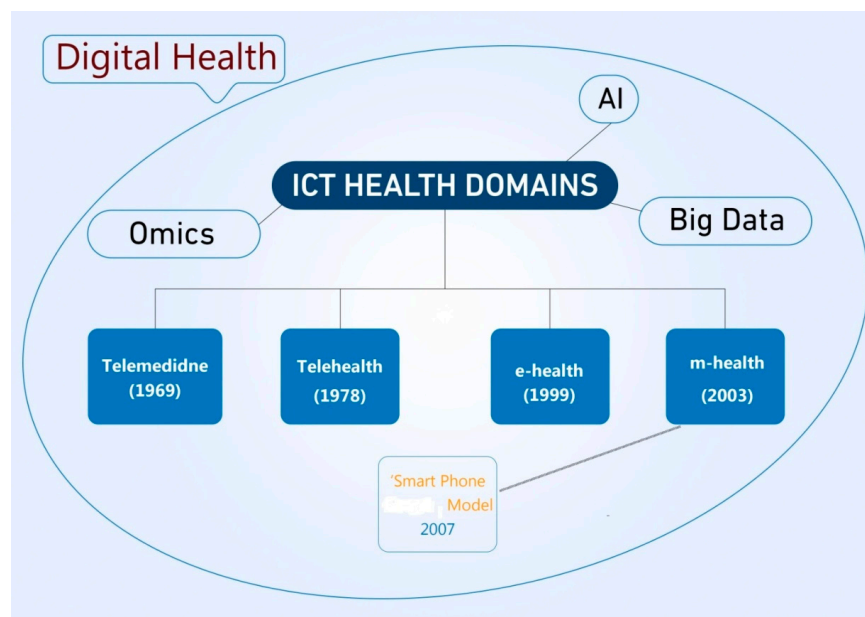 Digital Health
AI
ICT HEALTH DOMAINS
Omics
Big Data
Telemedidne
(1969)
Telehealth
(1978)
e-health
(1999)
m-health
(2003)
‘Smart Phone
, Model
2007